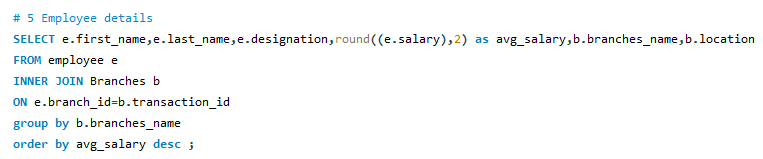 # 5 Employee details
SELECT e.first_name,e.last_name,e.designation,round((e.salary),2) as avg_salary,b.branches_name,b.location
FROM employee e
INNER JOIN Branches b
ON e.branch_id=b.transaction_id
group by b.branches_name
order by avg_salary desc ;